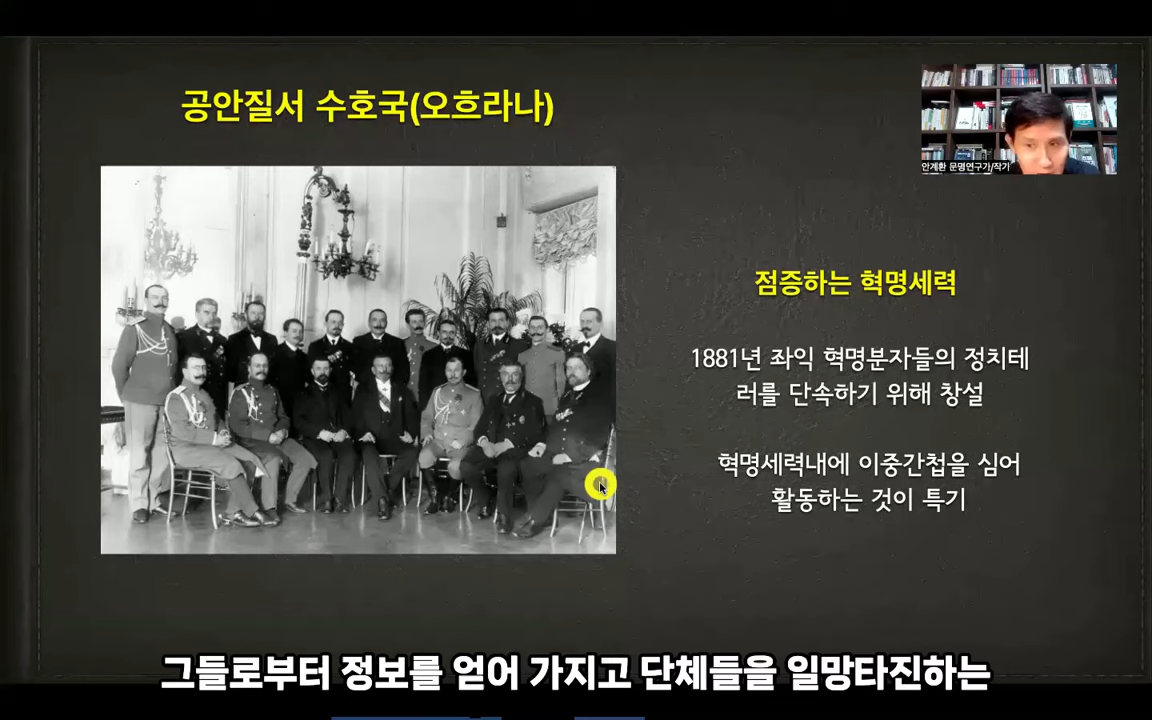 공안질서 수호국(오흐라나)
안계환 문명연구가/작가
점증하는 혁명세력
1881년 좌익 혁명분자들의 정치테
러를 단속하기 위해 창설
혁명세력내에 이중간첩을 심어
활동하는 것이 특기
그들로부터 정보를 얻어 가지고 단체들을 일망타진하는